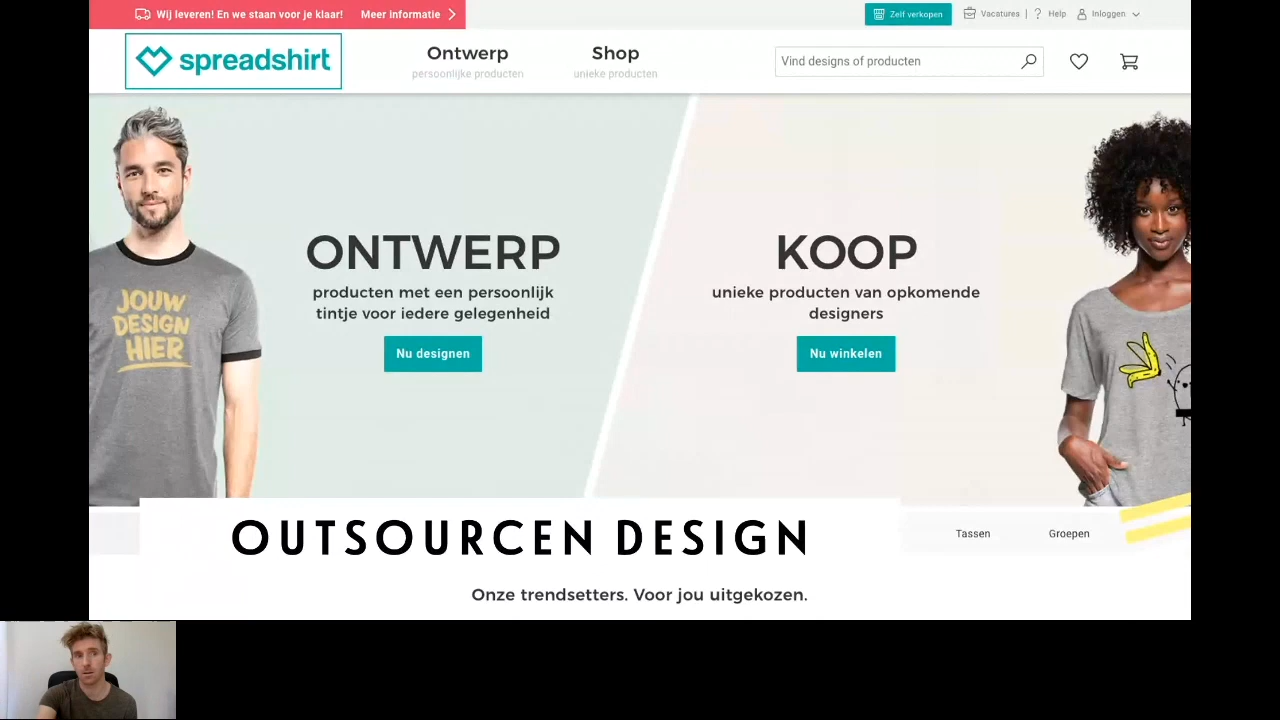 Wij leveren! En we staan voor je klaar! Meer informatie
Zelf verkopen
Vacatures | ? Help
Inloggen
spreadshirt
Ontwerp
persoonlijke producten
Shop
unieke producten
Vind designs of producten
JOUW
DESIGN
HIER
ONTWERP
producten met een persoonlijk
tintje voor iedere gelegenheid
Nu designen
KOOP
unieke producten van opkomende
designers
Nu winkelen
OUTSOURCEN DESIGN
Tassen
Groepen
Onze trendsetters. Voor jou uitgekozen.